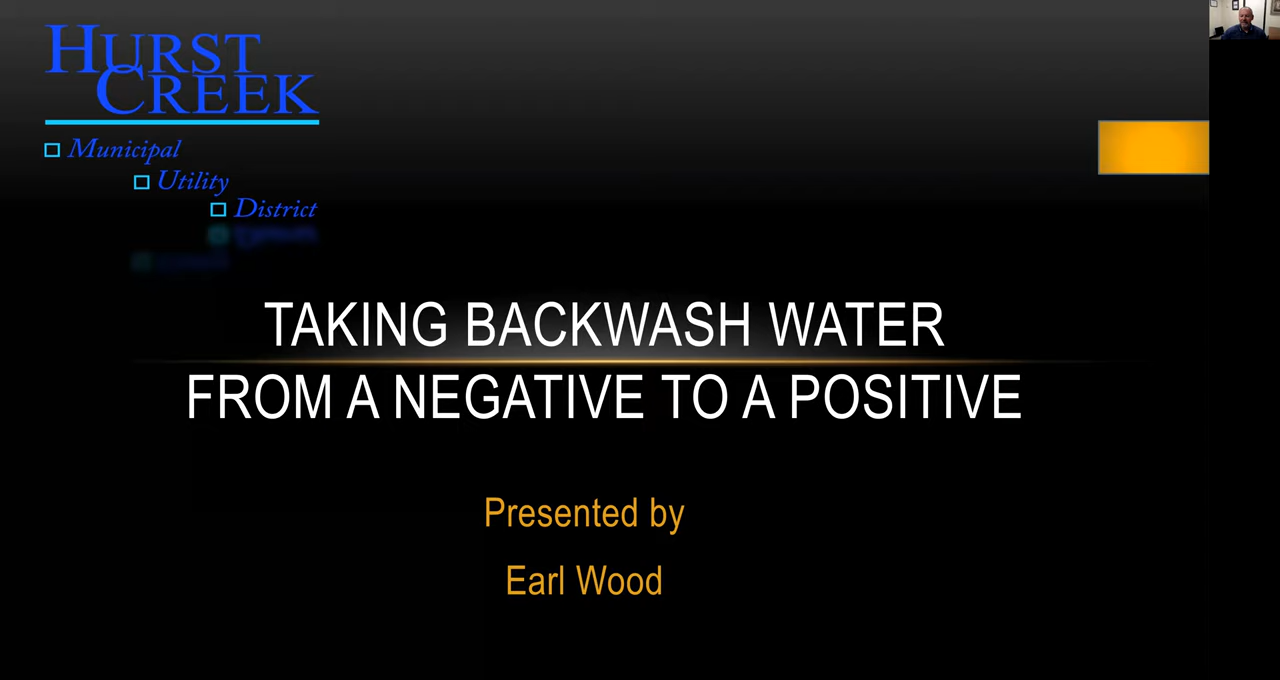 HURST
CREEK
Municipal
Utility
District
TAKING BACKWASH WATER
FROM A NEGATIVE TO A POSITIVE
Presented by
Earl Wood